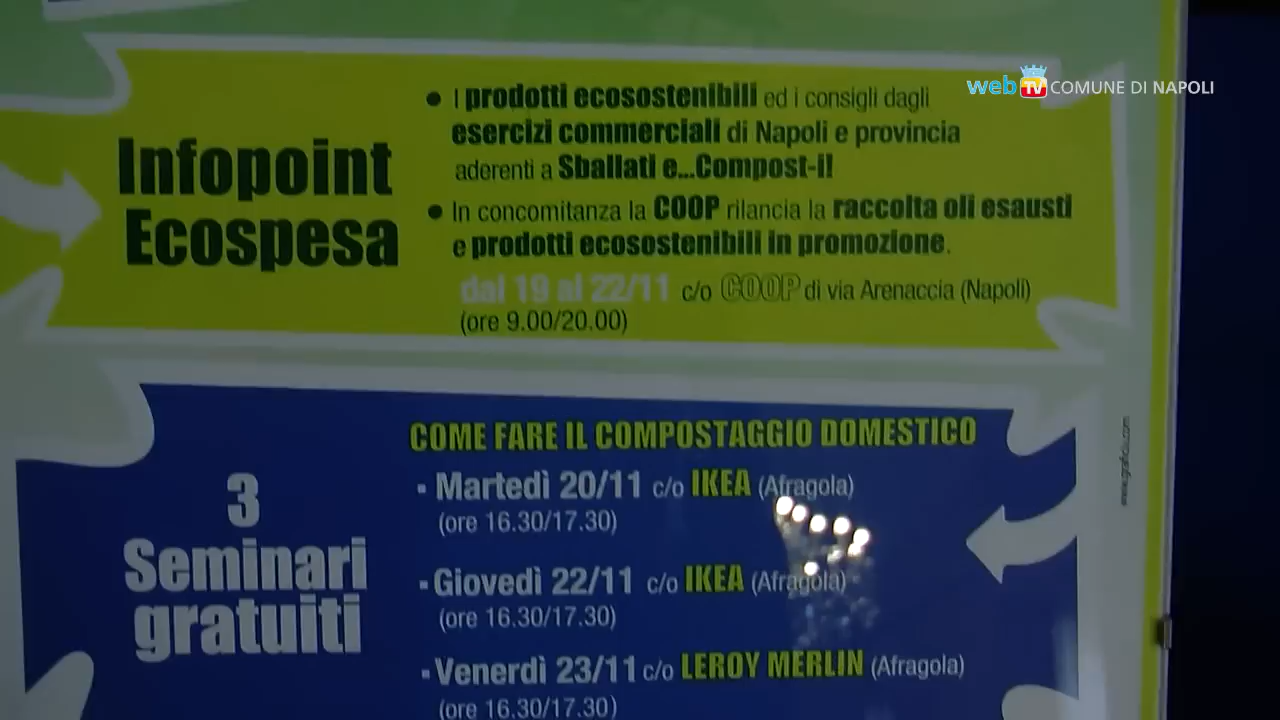 web TV COMUNE DI NAPOLI
Infopoint
Ecospesa
● I prodotti ecosostenibili ed i consigli dagli
esercizi commerciali di Napoli e provincia
aderenti a Sballati e...Compost-i!
● In concomitanza la COOP rilancia la raccolta oli esausti
e prodotti ecosostenibili in promozione.
dal 19 al 22/11 c/o COOP di via Arenaccia (Napoli)
(ore 9.00/20.00)
3
Seminari
gratuiti
COME FARE IL COMPOSTAGGIO DOMESTICO
- Martedì 20/11 c/o IKEA (Afragola)
(ore 16.30/17.30)
- Giovedì 22/11 c/o IKEA (Afragola)
(ore 16.30/17.30)
- Venerdì 23/11 c/o LEROY MERLIN (Afragola)
(ore 16.30/17.30)